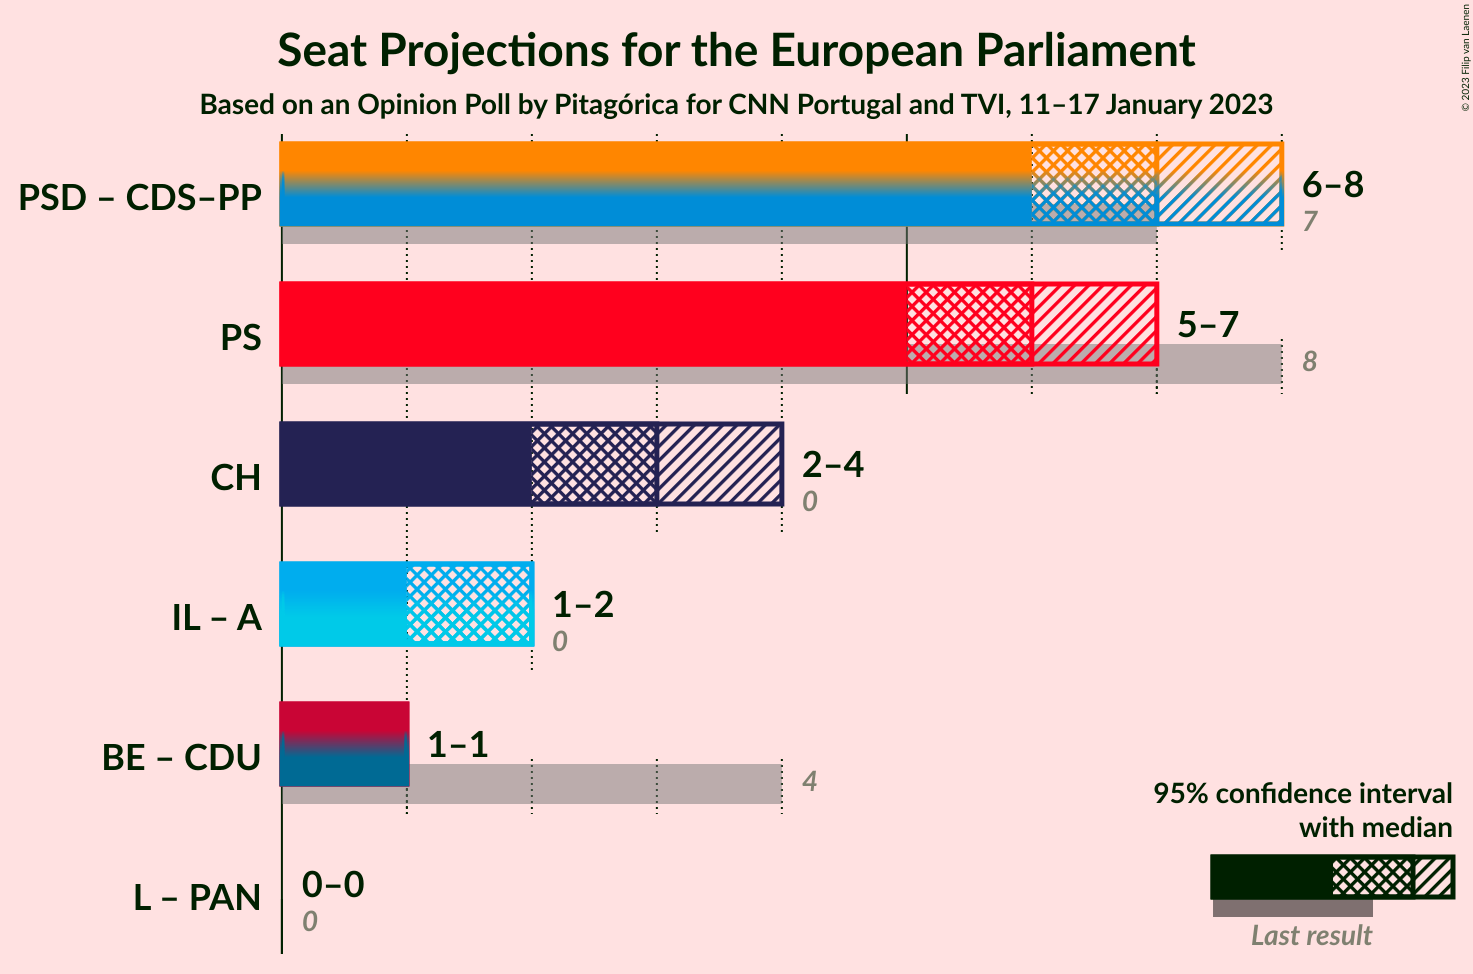 Seat Projections for the European Parliament
Based on an Opinion Poll by Pitagórica for CNN Portugal and TVI, 11–17 January 2023
© 2023 Filip van Laenen
PSD – CDS–PP
6–8
7
PS
5–7
8
CH
2–4
0
IL – A
1–2
0
BE – CDU
1–1
4
L – PAN
0–0
0
95% confidence interval
with median
Last result